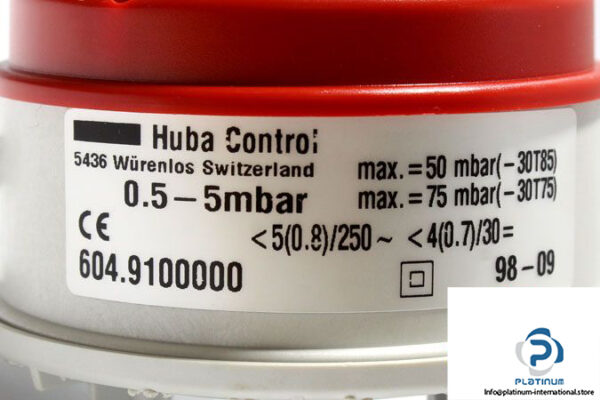 Huba Control
5436 Würenlos Switzerland
0.5–5mbar
max.=50 mbar(-30T85)
max.=75 mbar(-30T75)
CE
<5(0.8)/250~ <4(0.7)/30=
604.9100000
98-09
PLATINUM
Info@platinum-international.store